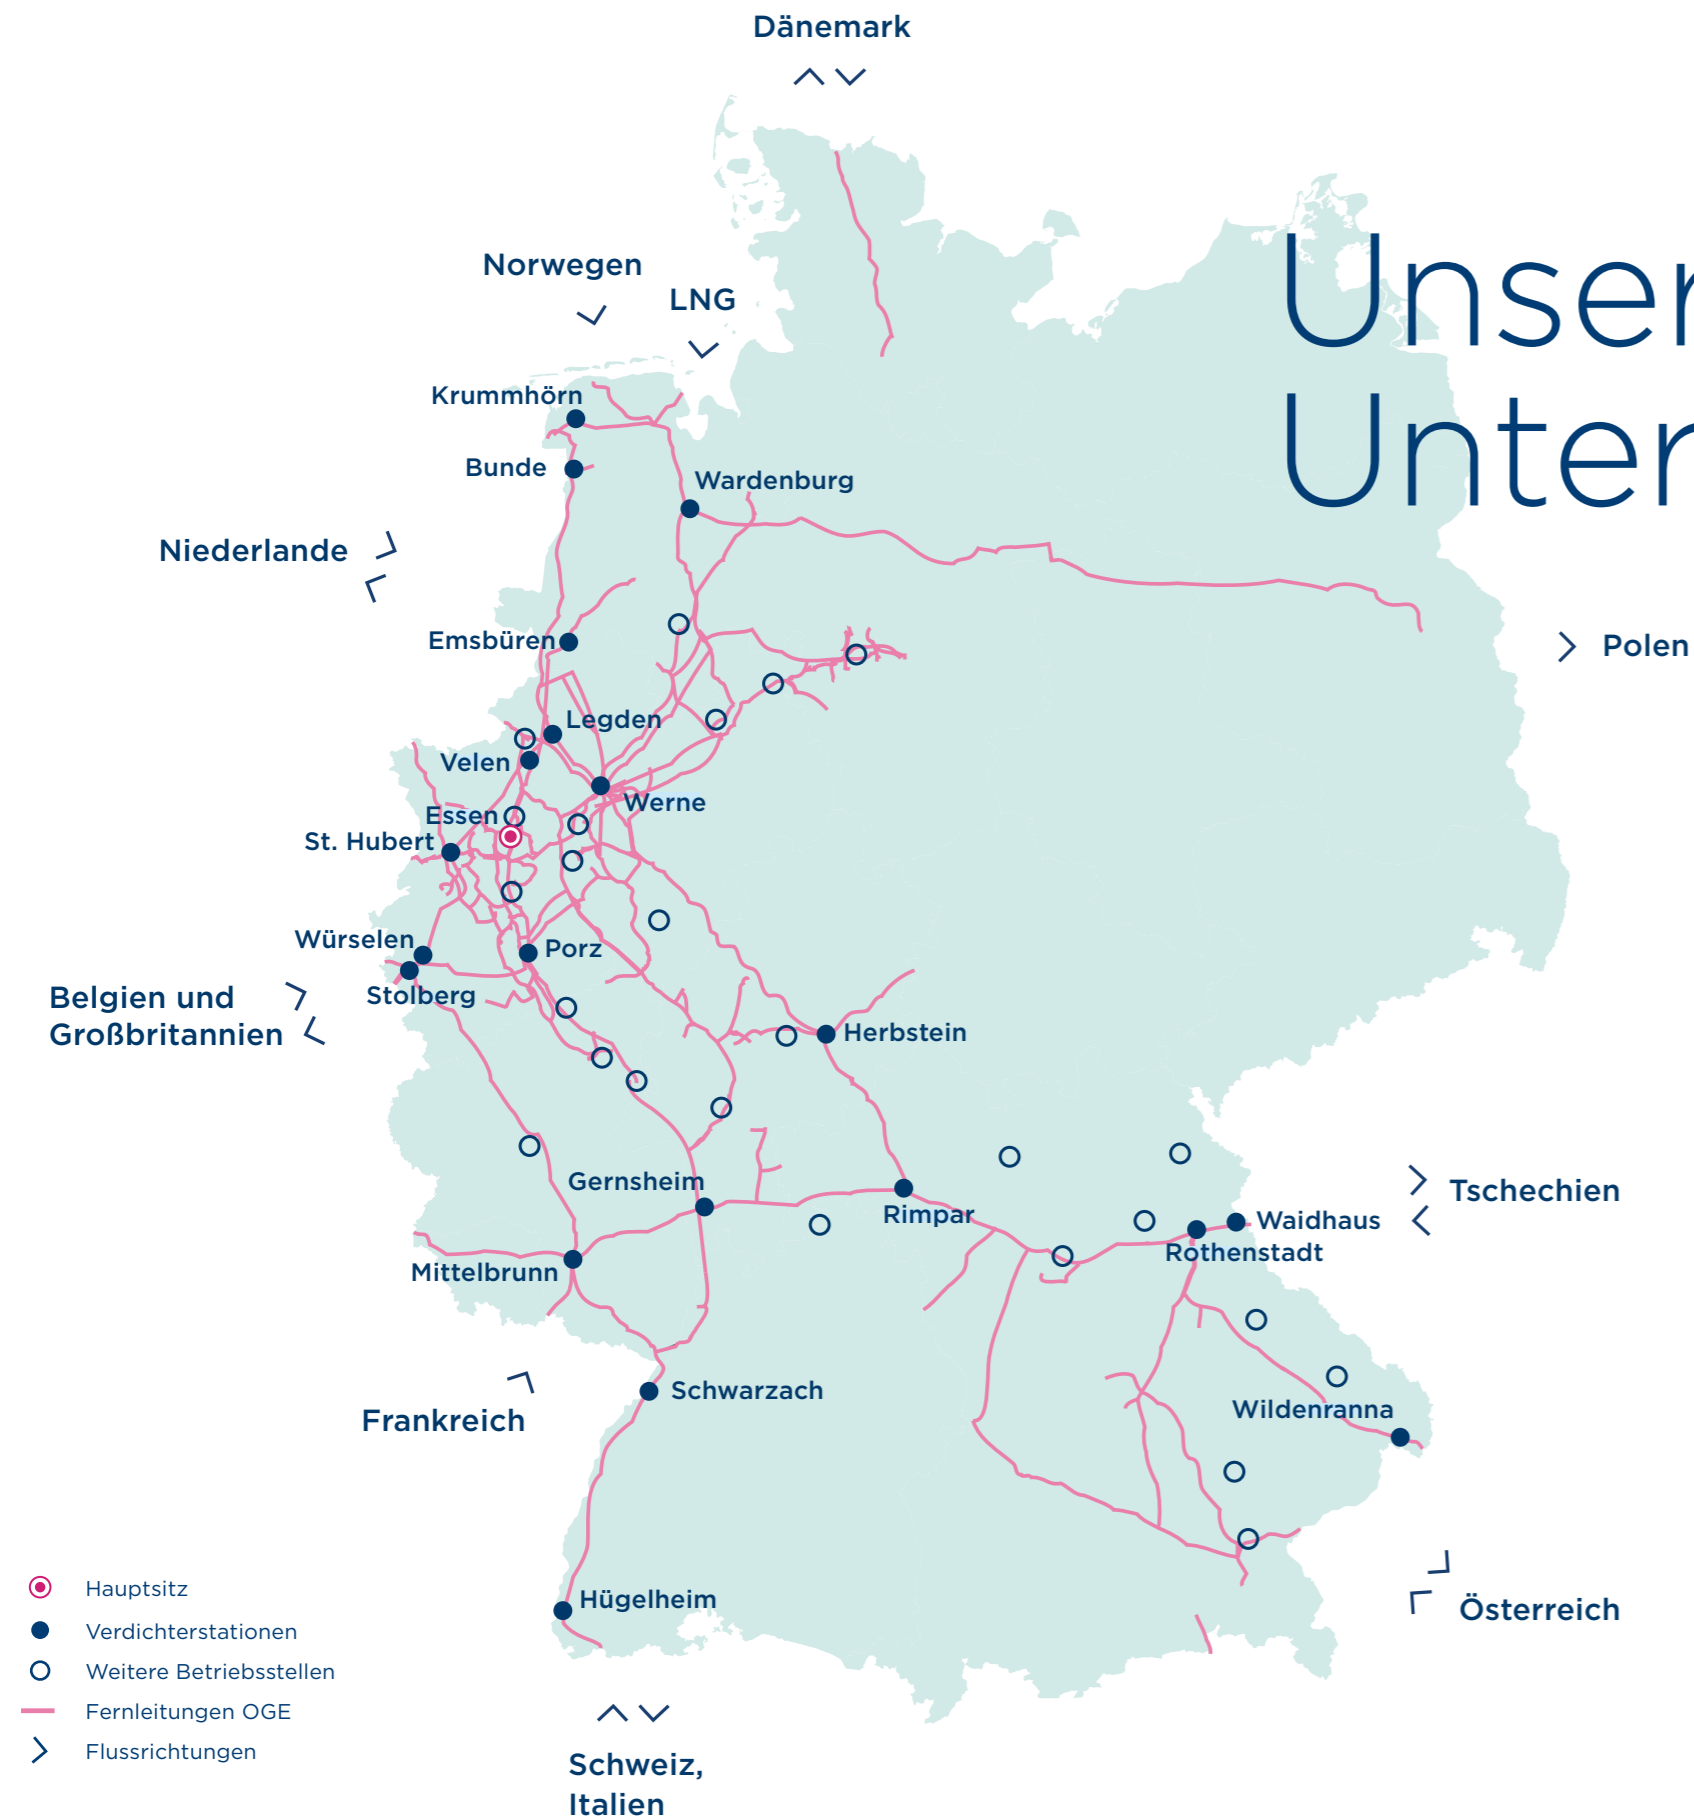 Dänemark
Norwegen
LNG
Unser
Unter
Krummhörn
Bunde
Wardenburg
Niederlande
Emsbüren
Polen
Legden
Velen
Werne
Essen
St. Hubert
Würselen
Porz
Stolberg
Belgien und
Großbritannien
Herbstein
Gernsheim
Rimpar
Tschechien
Waidhaus
Rothenstadt
Mittelbrunn
Schwarzach
Frankreich
Wildenranna
Hügelheim
Österreich
Hauptsitz
Verdichterstationen
Weitere Betriebsstellen
Fernleitungen OGE
Flussrichtungen
Schweiz,
Italien